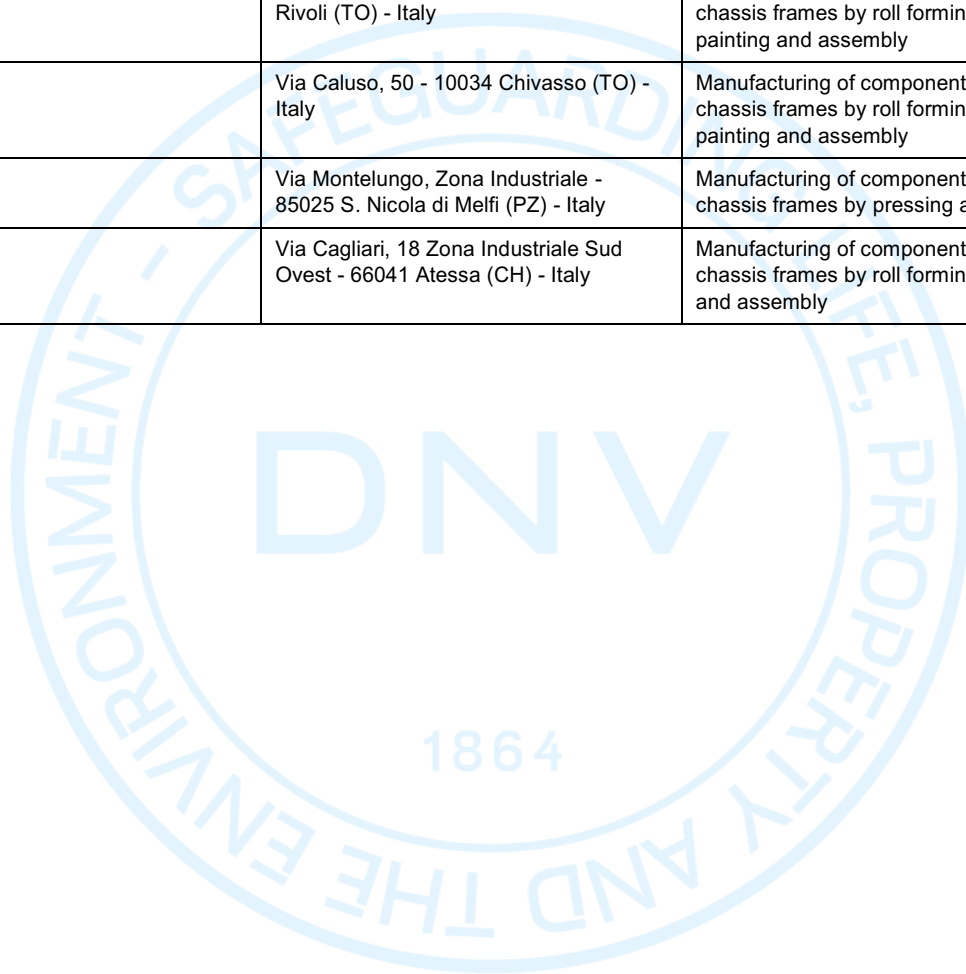 Rivoli (TO) - Italy
chassis frames by roll formin
painting and assembly
Via Caluso, 50 - 10034 Chivasso (TO) -
Italy
Manufacturing of component
chassis frames by roll formin
painting and assembly
Via Montelungo, Zona Industriale -
85025 S. Nicola di Melfi (PZ) - Italy
Manufacturing of component
chassis frames by pressing a
Via Cagliari, 18 Zona Industriale Sud
Ovest - 66041 Atessa (CH) - Italy
Manufacturing of component
chassis frames by roll formin
and assembly
SAFEGUARDING LIFE, PROPERTY AND THE ENVIRONMENT -
DNV
1864